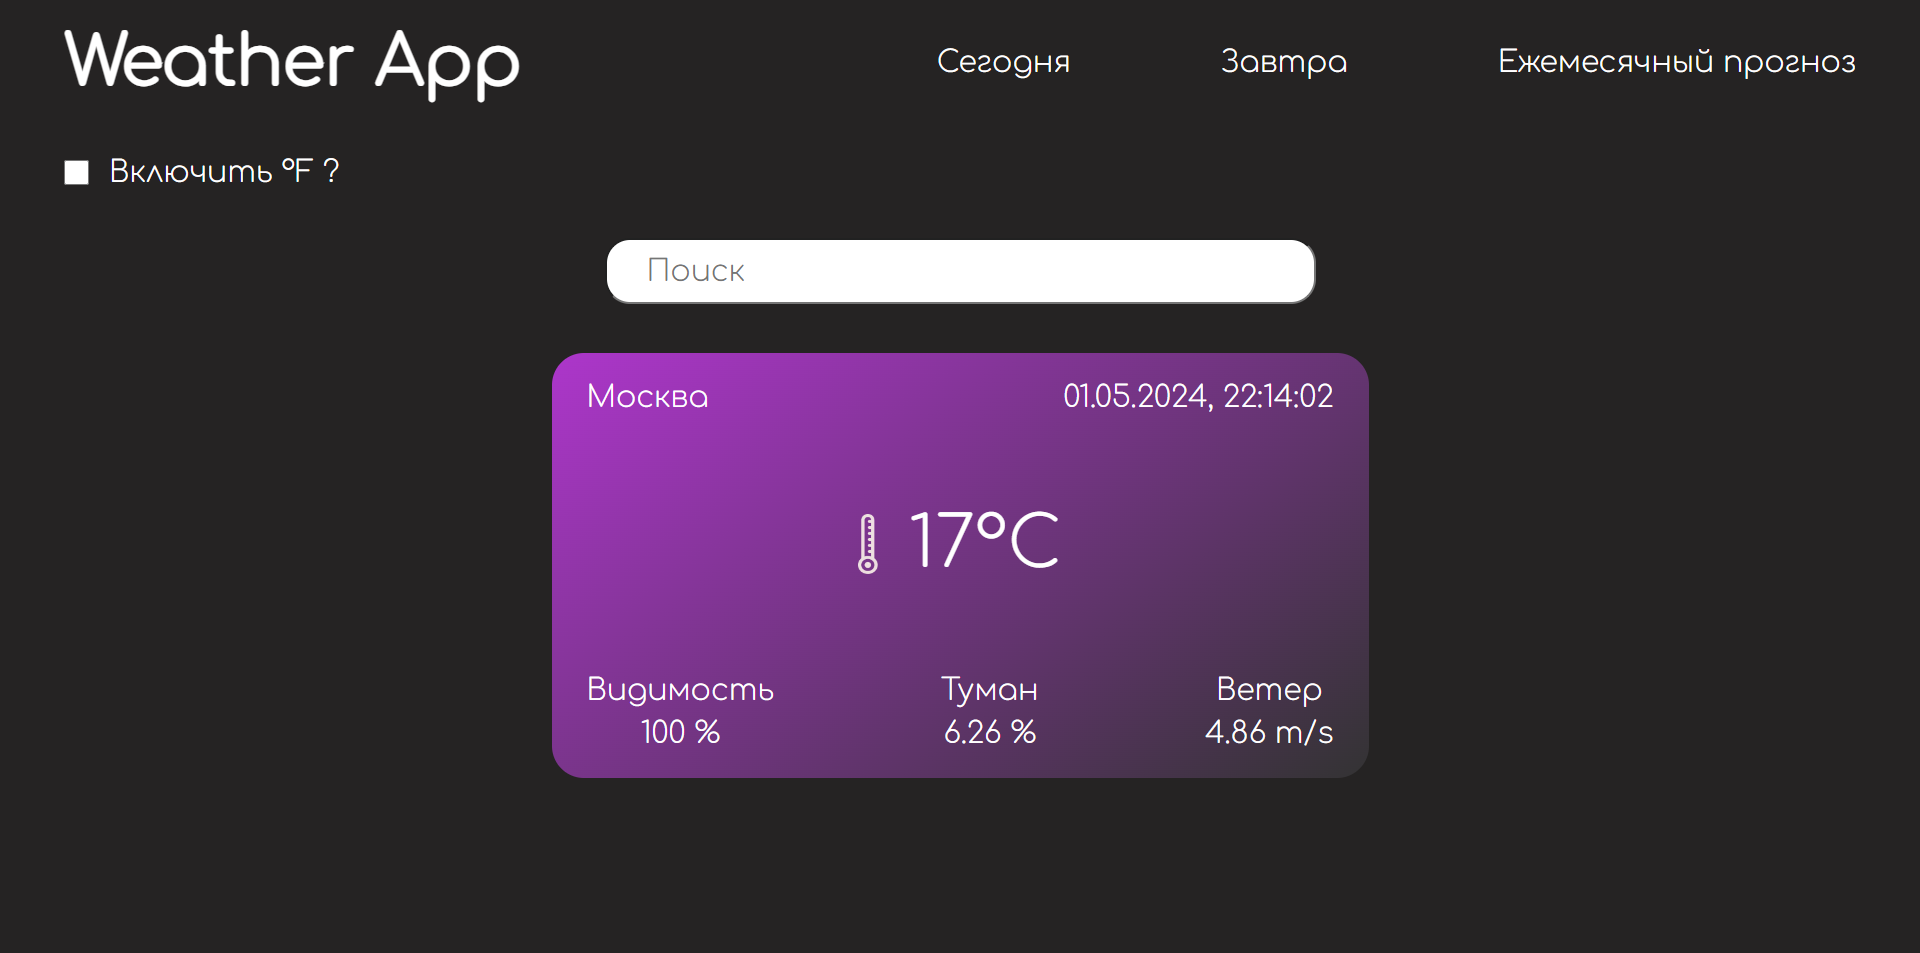 Weather App
Сегодня
Завтра
Ежемесячный прогноз
Включить °F ?
Поиск
Москва
01.05.2024, 22:14:02
17°C
Видимость
100 %
Туман
6.26 %
Ветер
4.86 m/s